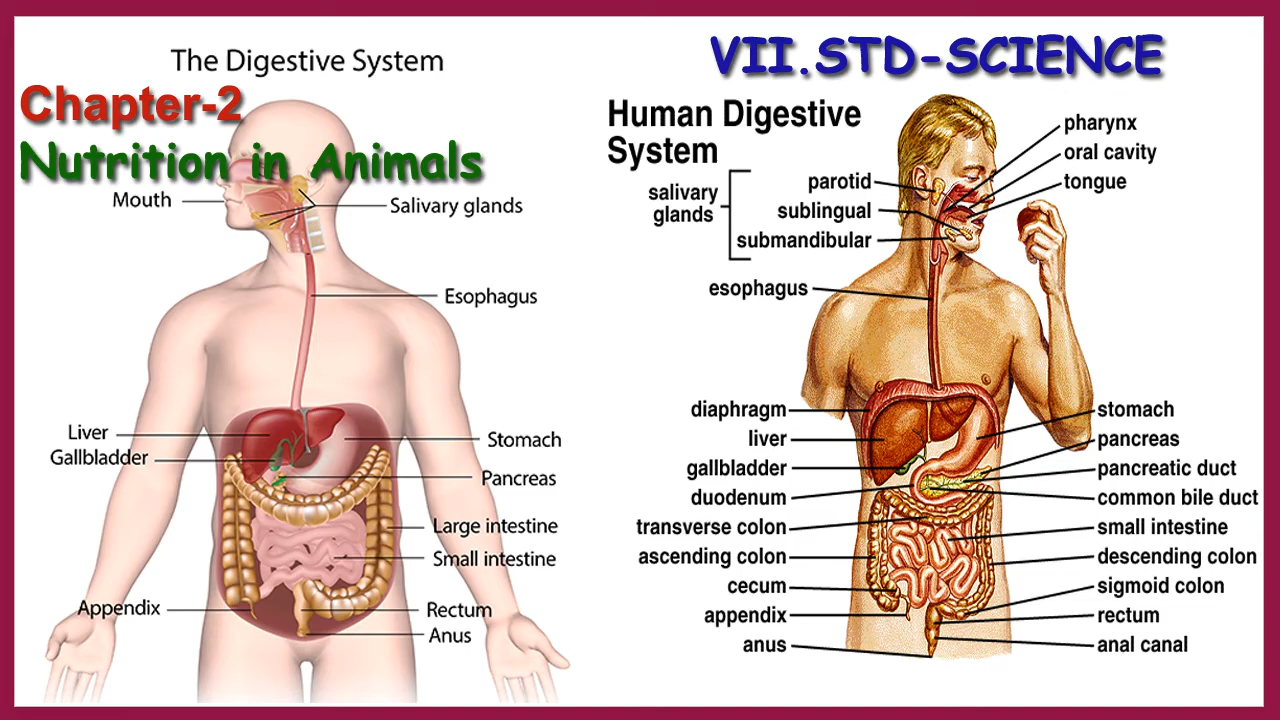 The Digestive System
Chapter-2
Nutrition in Animals
Mouth
Salivary glands
Esophagus
Liver
Gallbladder
Stomach
Pancreas
Large intestine
Small intestine
Appendix
Rectum
Anus
VII.STD-SCIENCE
Human Digestive
System
salivary
glands
parotid
sublingual
submandibular
esophagus
diaphragm
liver
gallbladder
duodenum
transverse colon
ascending colon
cecum
appendix
anus
pharynx
oral cavity
tongue
stomach
pancreas
pancreatic duct
common bile duct
small intestine
descending colon
sigmoid colon
rectum
anal canal